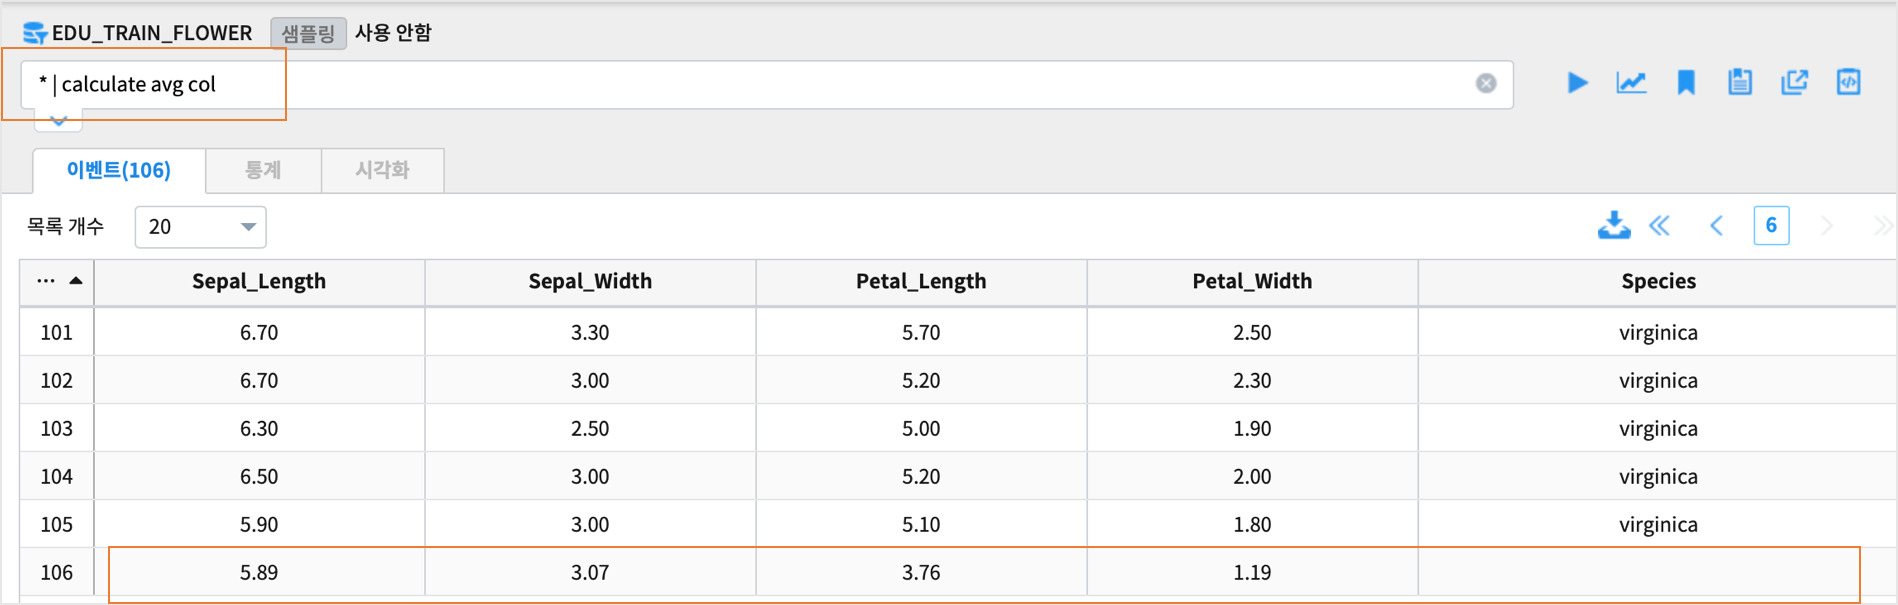 EDU_TRAIN_FLOWER 샘플링 사용 안함
* | calculate avg col
이벤트(106) 통계 시각화
목록 개수 20 6
... Sepal_Length Sepal_Width Petal_Length Petal_Width Species
101 6.70 3.30 5.70 2.50 virginica
102 6.70 3.00 5.20 2.30 virginica
103 6.30 2.50 5.00 1.90 virginica
104 6.50 3.00 5.20 2.00 virginica
105 5.90 3.00 5.10 1.80 virginica
106 5.89 3.07 3.76 1.19